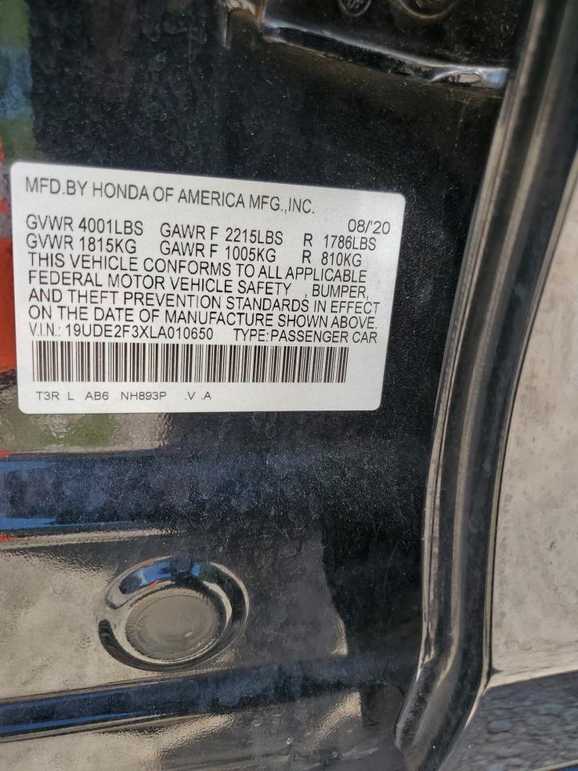 MFD.BY HONDA OF AMERICA MFG.,INC.
08/'20
GVWR 4001LBS GAWR F 2215LBS R 1786LBS
GVWR 1815KG GAWR F 1005KG R 810KG
THIS VEHICLE CONFORMS TO ALL APPLICABLE
FEDERAL MOTOR VEHICLE SAFETY , BUMPER,
AND THEFT PREVENTION STANDARDS IN EFFECT
ON THE DATE OF MANUFACTURE SHOWN ABOVE.
V.I.N.: 19UDE2F3XLA010650 TYPE:PASSENGER CAR
T3R L AB6 NH893P .V .A